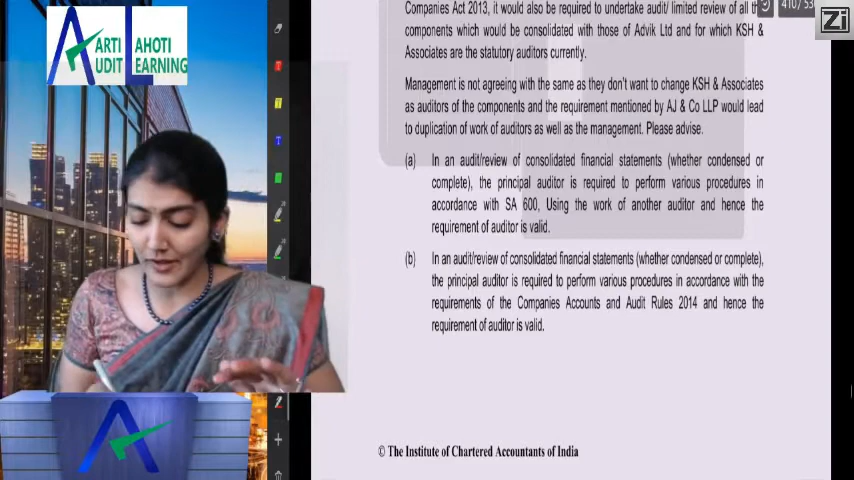 ARTI LAHOTI
AUDIT LEARNING
Companies Act 2013, it would also be required to undertake audit/ limited review of all
components which would be consolidated with those of Advik Ltd and for which KSH &
Associates are the statutory auditors currently.
Management is not agreeing with the same as they don't want to change KSH & Associates
as auditors of the components and the requirement mentioned by AJ & Co LLP would lead
to duplication of work of auditors as well as the management. Please advise.
(a) In an audit/review of consolidated financial statements (whether condensed or
complete), the principal auditor is required to perform various procedures in
accordance with SA 600, Using the work of another auditor and hence the
requirement of auditor is valid.
(b) In an audit/review of consolidated financial statements (whether condensed or complete),
the principal auditor is required to perform various procedures in accordance with the
requirements of the Companies Accounts and Audit Rules 2014 and hence the
requirement of auditor is valid.
© The Institute of Chartered Accountants of India
Zi